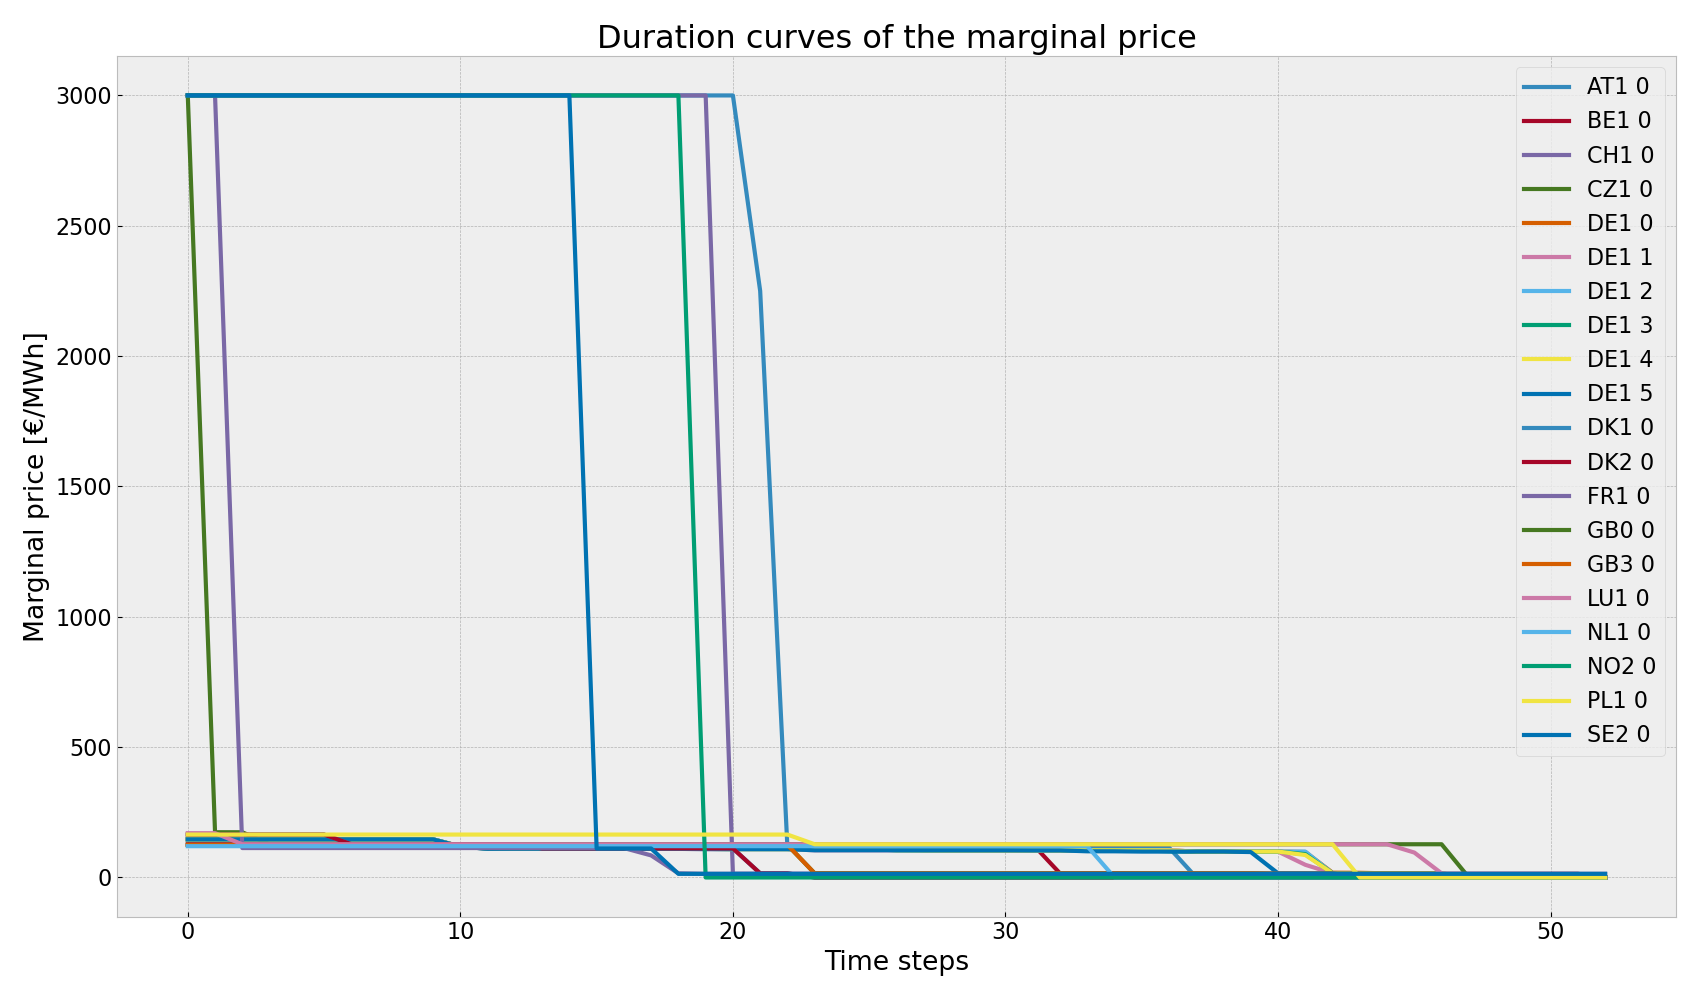 Duration curves of the marginal price
Marginal price [€/MWh]
3000
2500
2000
1500
1000
500
0
0 10 20 30 40 50
Time steps
AT1 0
BE1 0
CH1 0
CZ1 0
DE1 0
DE1 1
DE1 2
DE1 3
DE1 4
DE1 5
DK1 0
DK2 0
FR1 0
GB0 0
GB3 0
LU1 0
NL1 0
NO2 0
PL1 0
SE2 0